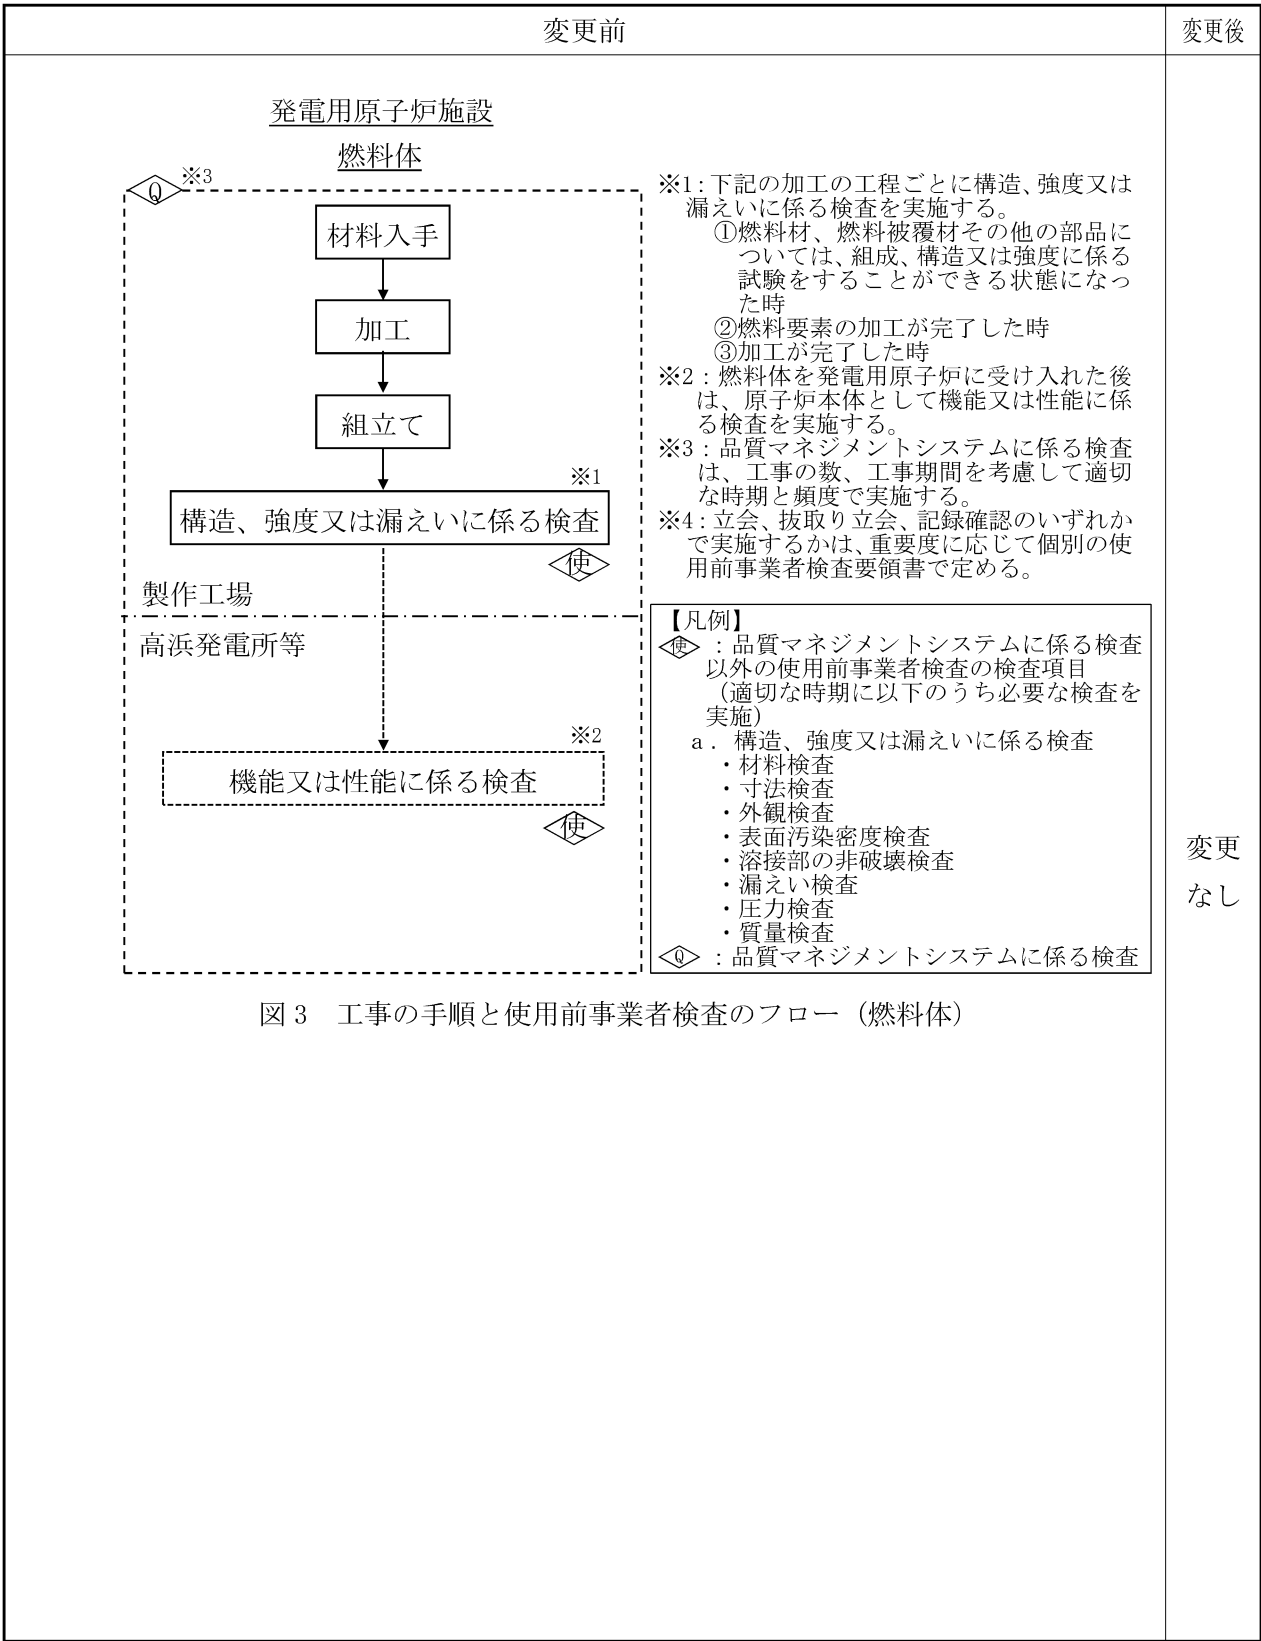 変更前
変更後
発電用原子炉施設
燃料体
Q
※3
材料入手
加工
組立て
※1
構造、強度又は漏えいに係る検査
使
製作工場
高浜発電所等
※2
機能又は性能に係る検査
使
※1：下記の加工の工程ごとに構造、強度又は
漏えいに係る検査を実施する。
①燃料材、燃料被覆材その他の部品に
ついては、組成、構造又は強度に係る
試験をすることができる状態になっ
た時
②燃料要素の加工が完了した時
③加工が完了した時
※2：燃料体を発電用原子炉に受け入れた後
は、原子炉本体として機能又は性能に係
る検査を実施する。
※3：品質マネジメントシステムに係る検査
は、工事の数、工事期間を考慮して適切
な時期と頻度で実施する。
※4：立会、抜取り立会、記録確認のいずれか
で実施するかは、重要度に応じて個別の使
用前事業者検査要領書で定める。
【凡例】
使：品質マネジメントシステムに係る検査
以外の使用前事業者検査の検査項目
（適切な時期に以下のうち必要な検査を
実施）
a．構造、強度又は漏えいに係る検査
・材料検査
・寸法検査
・外観検査
・表面汚染密度検査
・溶接部の非破壊検査
・漏えい検査
・圧力検査
・質量検査
Q：品質マネジメントシステムに係る検査
図3　工事の手順と使用前事業者検査のフロー（燃料体）
変更
なし